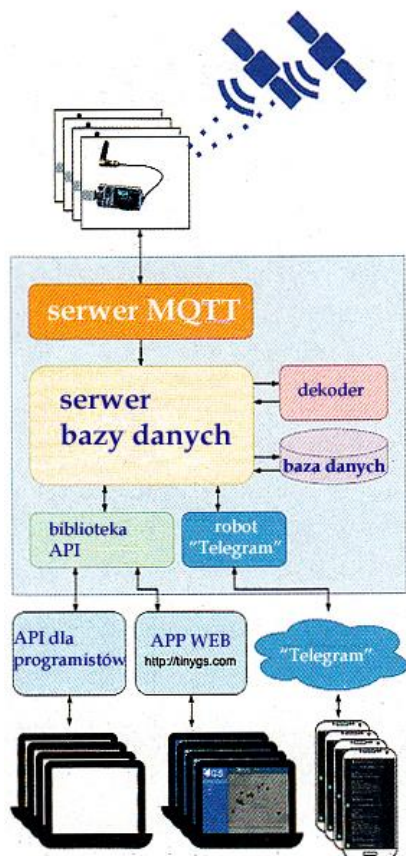 serwer MQTT
serwer
bazy danych
dekoder
baza danych
biblioteka
API
robot
“Telegram”
API dla
programistów
APP WEB
http://tinygs.com
“Telegram”
GS